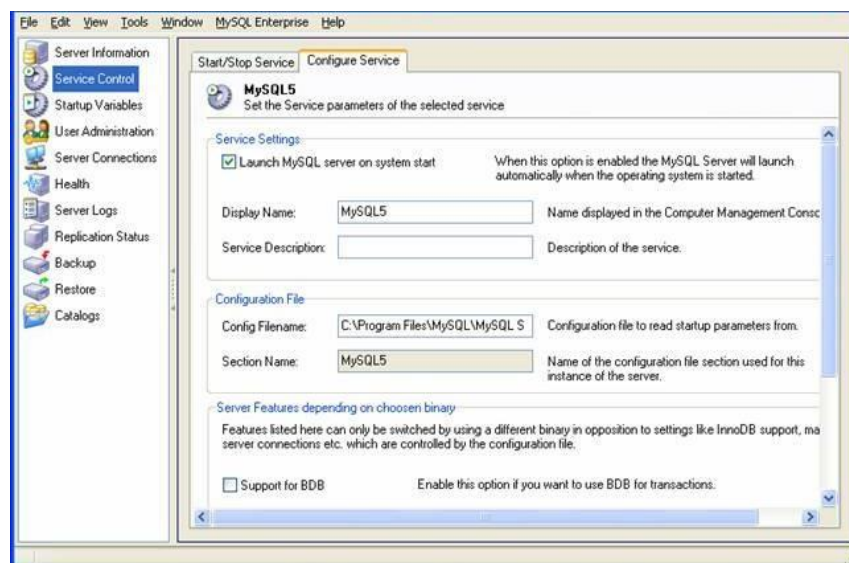 File Edit View Tools Window MySQL Enterprise Help
Server Information
Service Control
Startup Variables
User Administration
Server Connections
Health
Server Logs
Replication Status
Backup
Restore
Catalogs
Start/Stop Service Configure Service
MySQL5
Set the Service parameters of the selected service
Service Settings
Launch MySQL server on system start
When this option is enabled the MySQL Server will launch
automatically when the operating system is started.
Display Name: MySQL5 Name displayed in the Computer Management Consc
Service Description: Description of the service.
Configuration File
Config Filename: C:\Program Files\MySQL\MySQL S Configuration file to read startup parameters from.
Section Name: MySQL5 Name of the configuration file section used for this
instance of the server.
Server Features depending on choosen binary
Features listed here can only be switched by using a different binary in opposition to settings like InnoDB support, ma
server connections etc. which are controlled by the configuration file.
Support for BDB Enable this option if you want to use BDB for transactions.